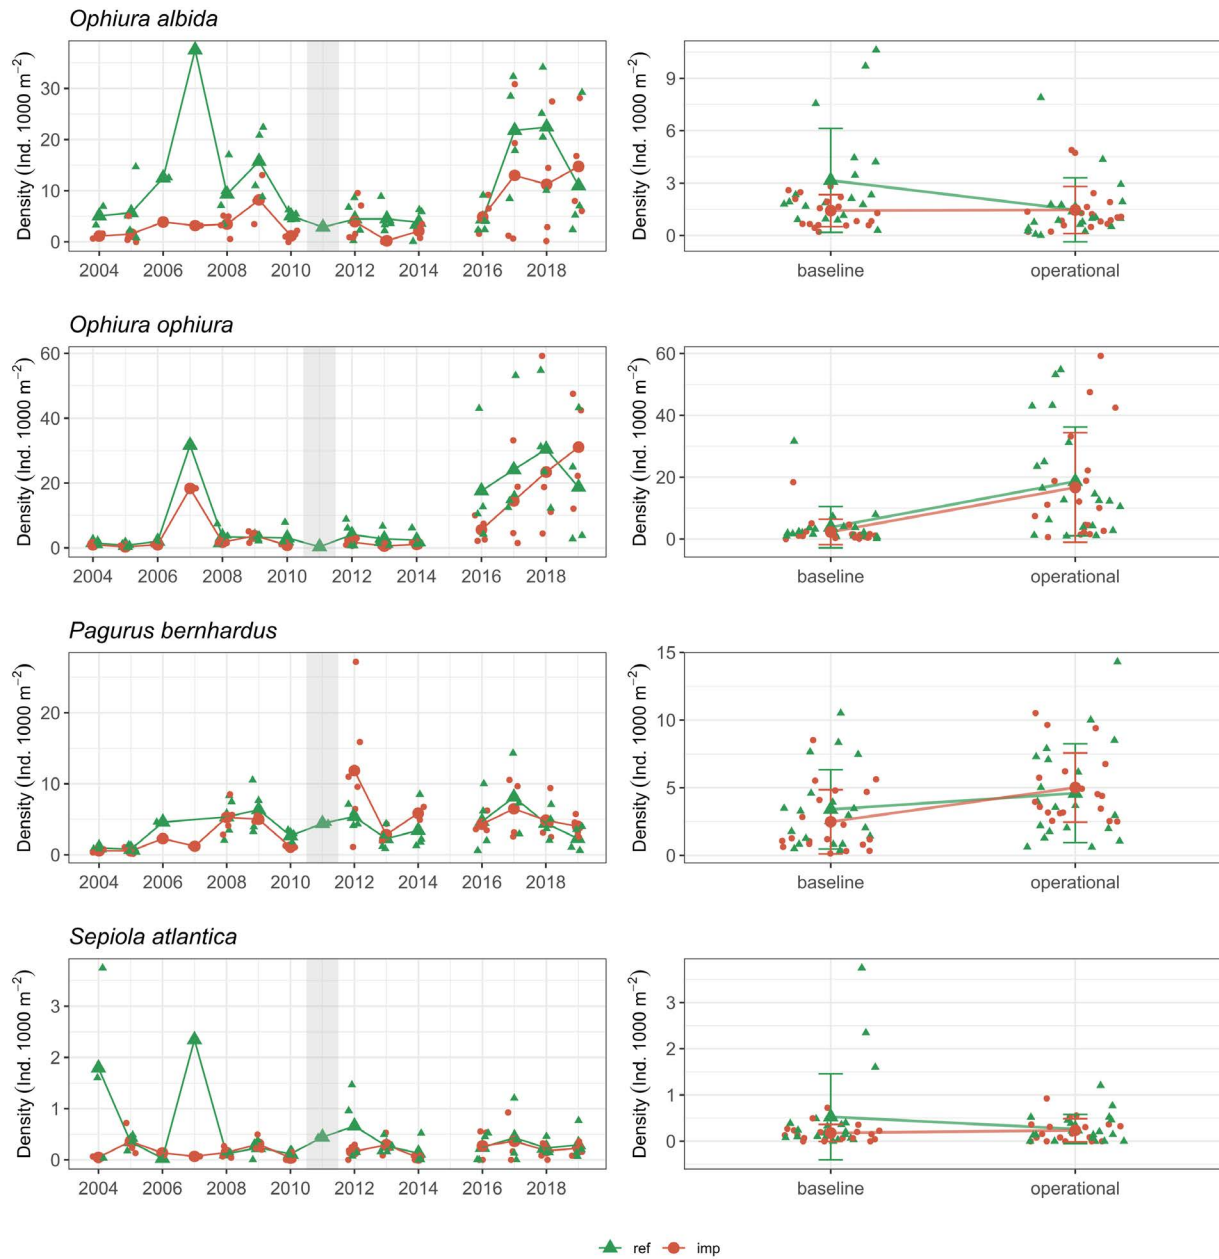 Ophiura albida
Density (Ind. 1000 m⁻²)
30
20
10
0
2004 2006 2008 2010 2012 2014 2016 2018
Density (Ind. 1000 m⁻²)
9
6
3
0
baseline operational
Ophiura ophiura
Density (Ind. 1000 m⁻²)
60
40
20
0
2004 2006 2008 2010 2012 2014 2016 2018
Density (Ind. 1000 m⁻²)
60
40
20
0
baseline operational
Pagurus bernhardus
Density (Ind. 1000 m⁻²)
20
10
0
2004 2006 2008 2010 2012 2014 2016 2018
Density (Ind. 1000 m⁻²)
15
10
5
0
baseline operational
Sepiola atlantica
Density (Ind. 1000 m⁻²)
3
2
1
0
2004 2006 2008 2010 2012 2014 2016 2018
Density (Ind. 1000 m⁻²)
3
2
1
0
baseline operational
ref imp